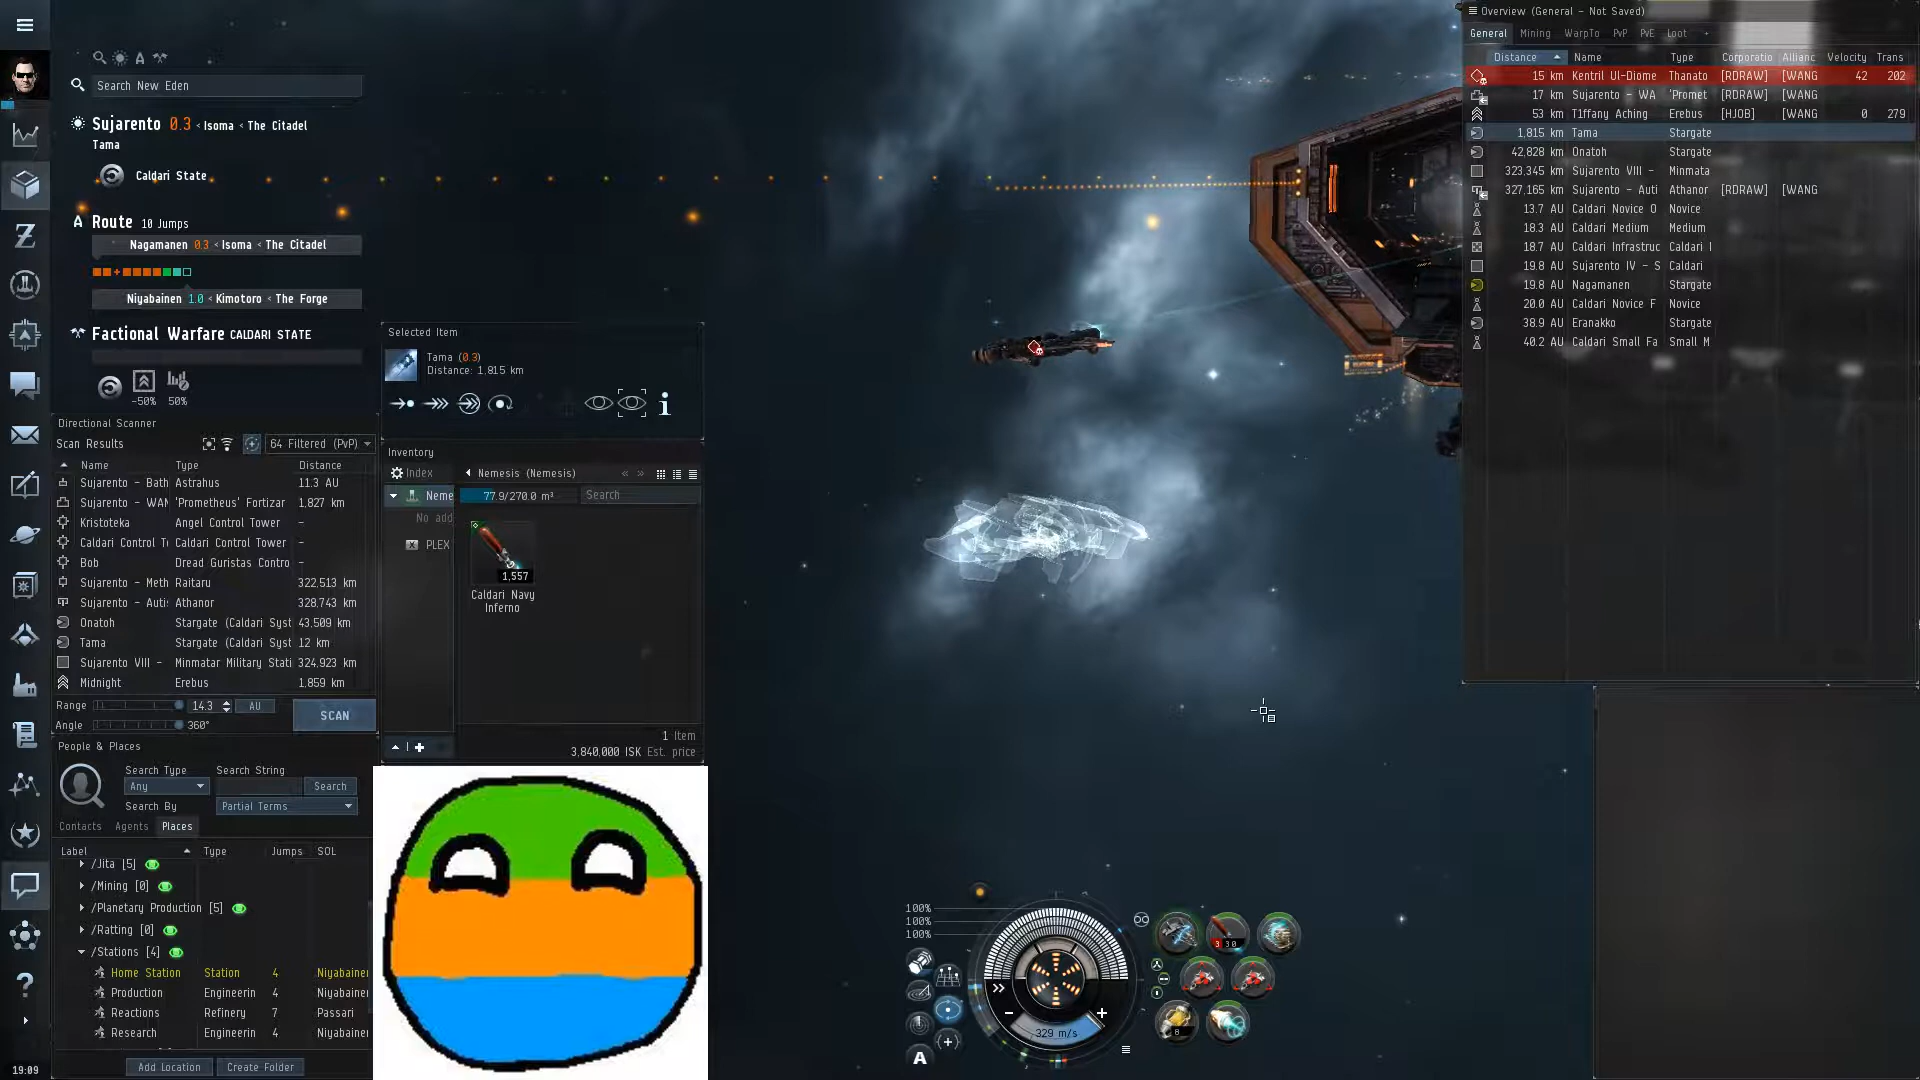 Search New Eden
Sujarento 0.3 < Isoma < The Citadel
Tama
Caldari State
Route 10 Jumps
Nagamanen 0.3 < Isoma < The Citadel
Niyabainen 1.0 < Kimotoro < The Forge
Factional Warfare CALDARI STATE
-50% 50%
Directional Scanner
Scan Results 64 Filtered (PvP)
Name Type Distance
Sujarento - Bath Astrahus 11.3 AU
Sujarento - WAN 'Prometheus' Fortizar 1,827 km
Kristoteka Angel Control Tower -
Caldari Control T Caldari Control Tower -
Bob Dread Guristas Contro -
Sujarento - Meth Raitaru 322,513 km
Sujarento - Auti Athanor 328,743 km
Onatoh Stargate (Caldari Syst 43,509 km
Tama Stargate (Caldari Syst 12 km
Sujarento VIII - Minmatar Military Stati 324,923 km
Midnight Erebus 1,859 km
Range 14.3 AU SCAN
Angle 360°
People & Places
Search Type Search String
Any Search
Search By Partial Terms
Contacts Agents Places
Label Type Jumps SOL
/Jita [5]
/Mining [0]
/Planetary Production [5]
/Ratting [0]
/Stations [4]
Home Station Station 4 Niyabainen
Production Engineerin 4 Niyabainen
Reactions Refinery 7 Passari
Research Engineerin 4 Niyabainen
Add Location Create Folder
19:09
Selected Item
Tama (0.3)
Distance: 1,815 km
Inventory
Index Nemesis (Nemesis)
Neme 77.9/270.0 m³ Search
No add
PLEX
1,557
Caldari Navy
Inferno
1 Item
3,840,000 ISK Est. price
Overview (General - Not Saved)
General Mining WarpTo PvP PvE Loot +
Distance Name Type Corporatio Allianc Velocity Trans
15 km Kentril Ul-Diome Thanato [RDRAW] [WANG 42 202
17 km Sujarento - WA 'Promet [RDRAW] [WANG
53 km T1ffany Aching Erebus [HJOB] [WANG 0 279
1,815 km Tama Stargate
42,828 km Onatoh Stargate
323,345 km Sujarento VIII - Minmata
327,165 km Sujarento - Auti Athanor [RDRAW] [WANG
13.7 AU Caldari Novice O Novice
18.3 AU Caldari Medium Medium
18.7 AU Caldari Infrastruc Caldari I
19.8 AU Sujarento IV - S Caldari
19.8 AU Nagamanen Stargate
20.0 AU Caldari Novice F Novice
38.9 AU Eranakko Stargate
40.2 AU Caldari Small Fa Small M
100%
100%
100%
329 m/s
3 30
8
A